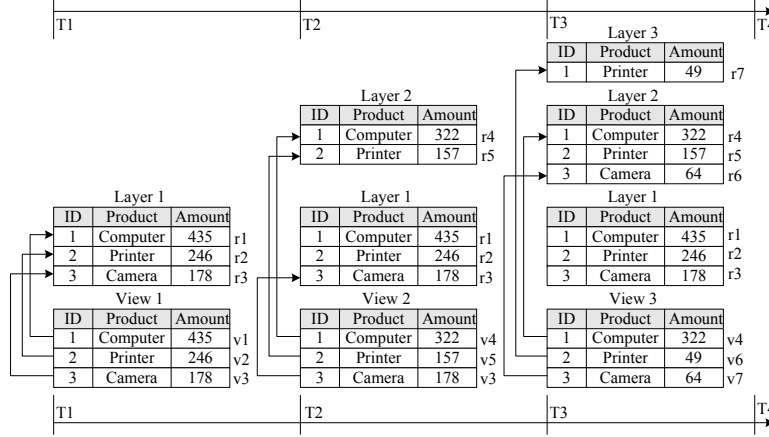 T1 T2 T3 T4
Layer 3
ID Product Amount
1 Printer 49 r7
Layer 2
ID Product Amount
1 Computer 322 r4
2 Printer 157 r5
Layer 2
ID Product Amount
1 Computer 322 r4
2 Printer 157 r5
3 Camera 64 r6
Layer 1
ID Product Amount
1 Computer 435 r1
2 Printer 246 r2
3 Camera 178 r3
Layer 1
ID Product Amount
1 Computer 435 r1
2 Printer 246 r2
3 Camera 178 r3
Layer 1
ID Product Amount
1 Computer 435 r1
2 Printer 246 r2
3 Camera 178 r3
View 1
ID Product Amount
1 Computer 435 v1
2 Printer 246 v2
3 Camera 178 v3
View 2
ID Product Amount
1 Computer 322 v4
2 Printer 157 v5
3 Camera 178 v3
View 3
ID Product Amount
1 Computer 322 v4
2 Printer 49 v6
3 Camera 64 v7
T1 T2 T3 T4